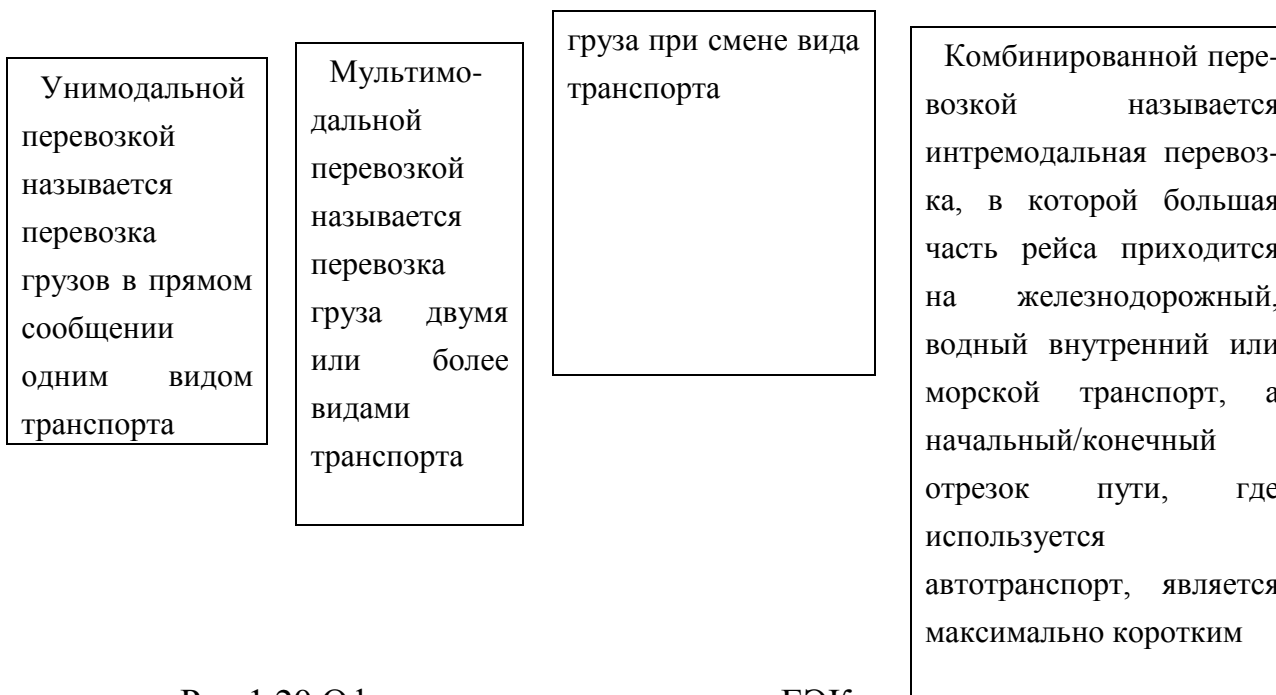 Унимодальной
перевозкой
называется
перевозка
грузов в прямом
сообщении
одним видом
транспорта
Мультимо-
дальной
перевозкой
называется
перевозка
груза двумя
или более
видами
транспорта
груза при смене вида
транспорта
Комбинированной пере-
возкой называется
интремодальная перевоз-
ка, в которой большая
часть рейса приходится
на железнодорожный,
водный внутренний или
морской транспорт, а
начальный/конечный
отрезок пути, где
используется
автотранспорт, является
максимально коротким